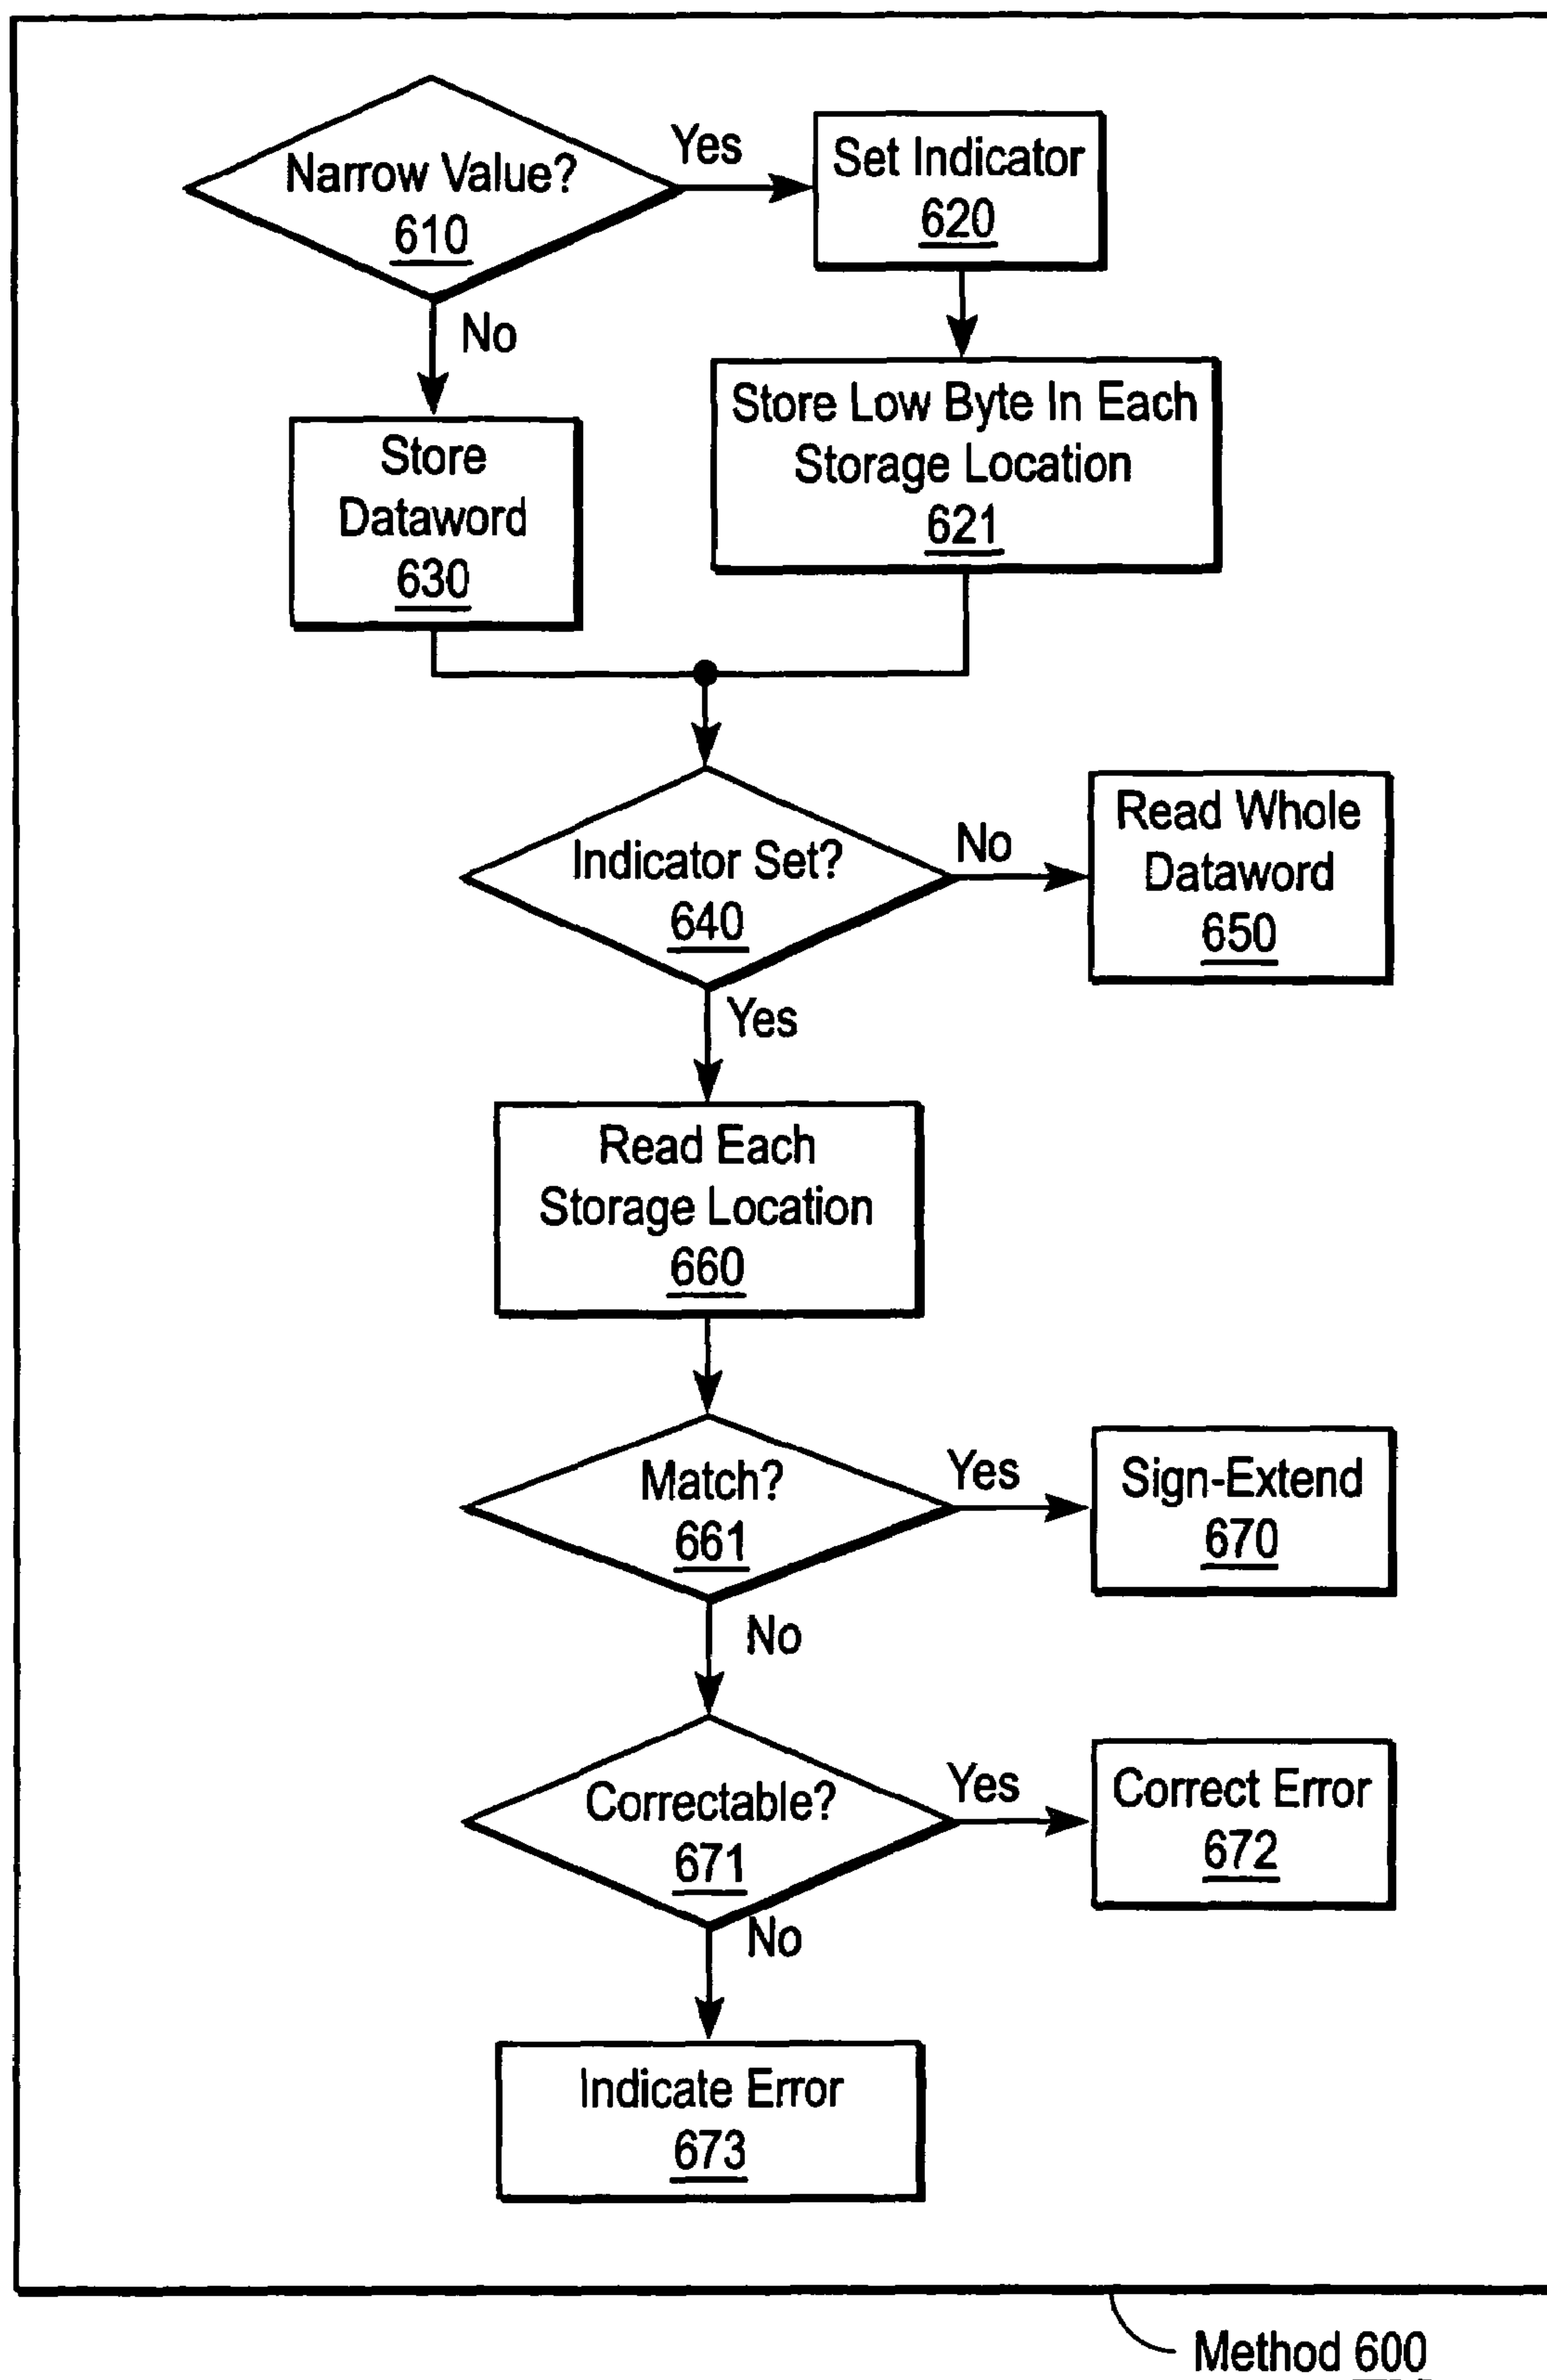 Narrow Value?
610
Yes
Set Indicator
620
No
Store Low Byte In Each
Storage Location
621
Store
Dataword
630
Indicator Set?
640
No
Read Whole
Dataword
650
Yes
Read Each
Storage Location
660
Match?
661
Yes
Sign-Extend
670
No
Correctable?
671
Yes
Correct Error
672
No
Indicate Error
673
Method 600